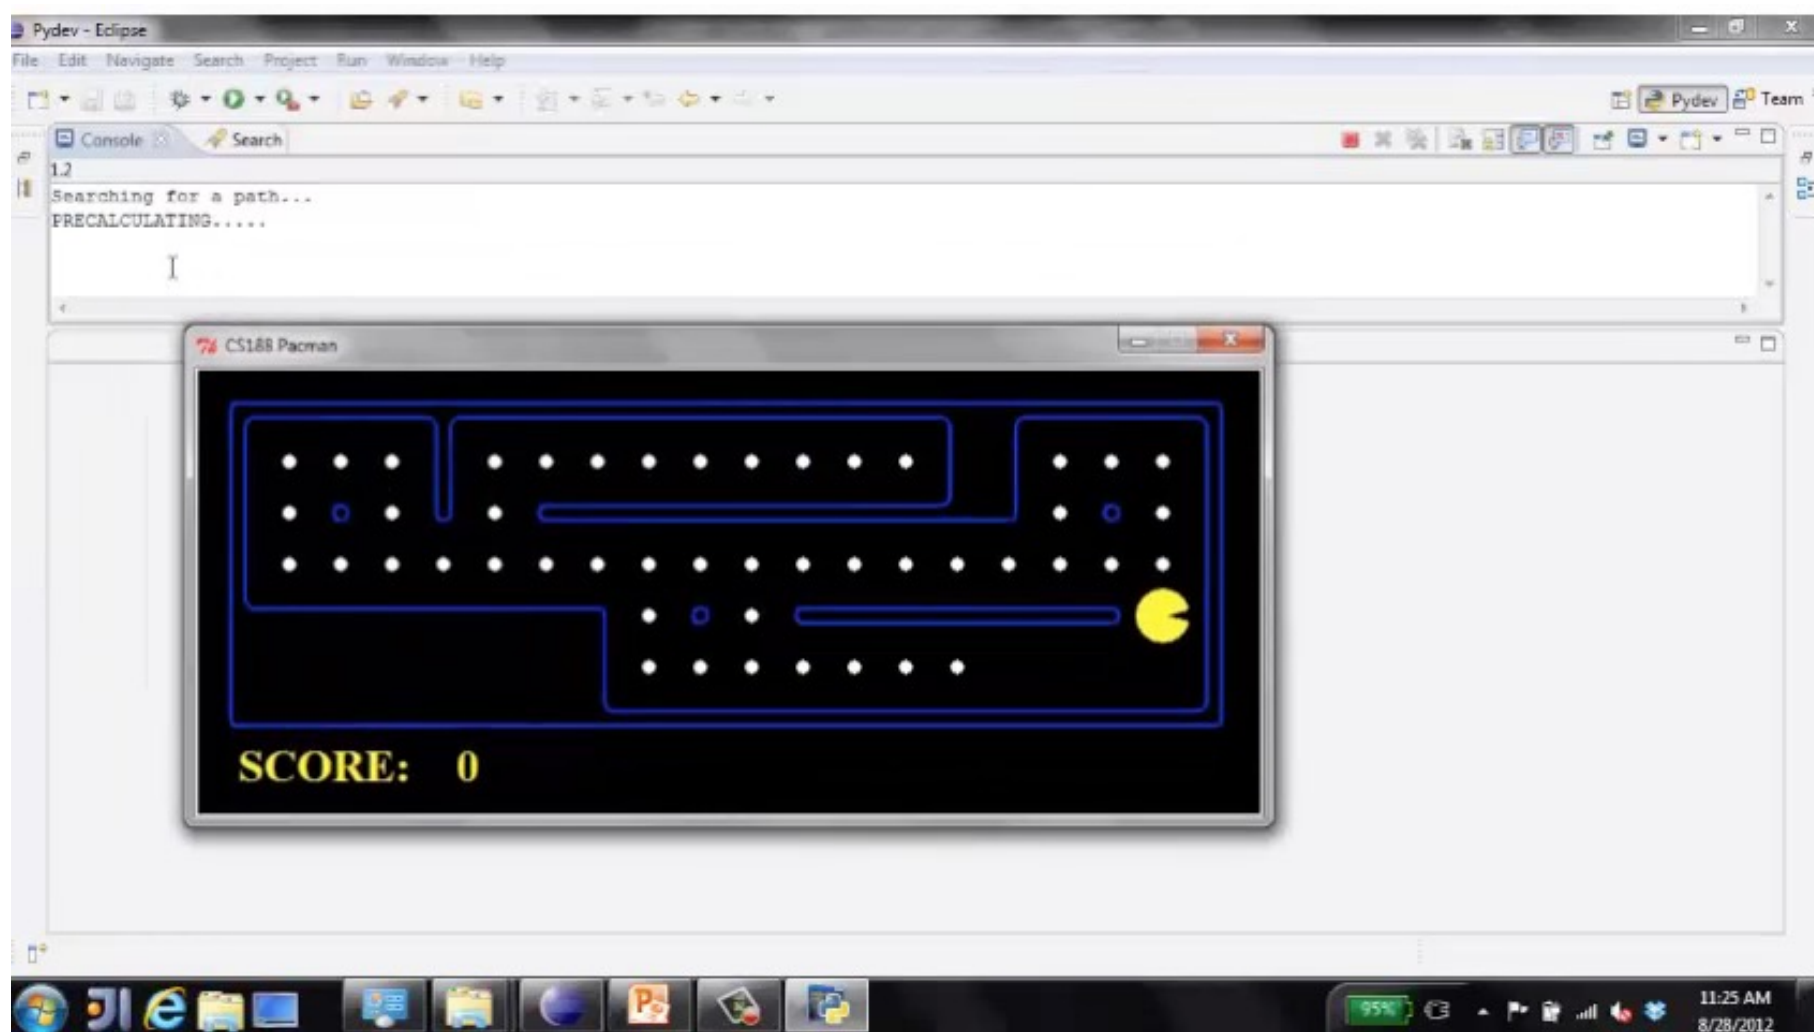 Pydev - Eclipse
File Edit Navigate Search Project Run Window Help
Pydev Team
Console Search
1.2
Searching for a path...
PRECALCULATING.....
CS188 Pacman
SCORE: 0
95%
11:25 AM
8/28/2012